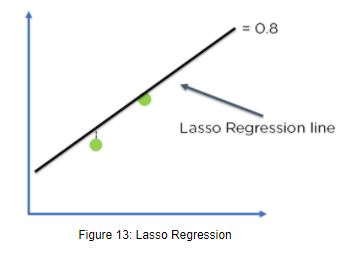 = 0.8
Lasso Regression line
Figure 13: Lasso Regression